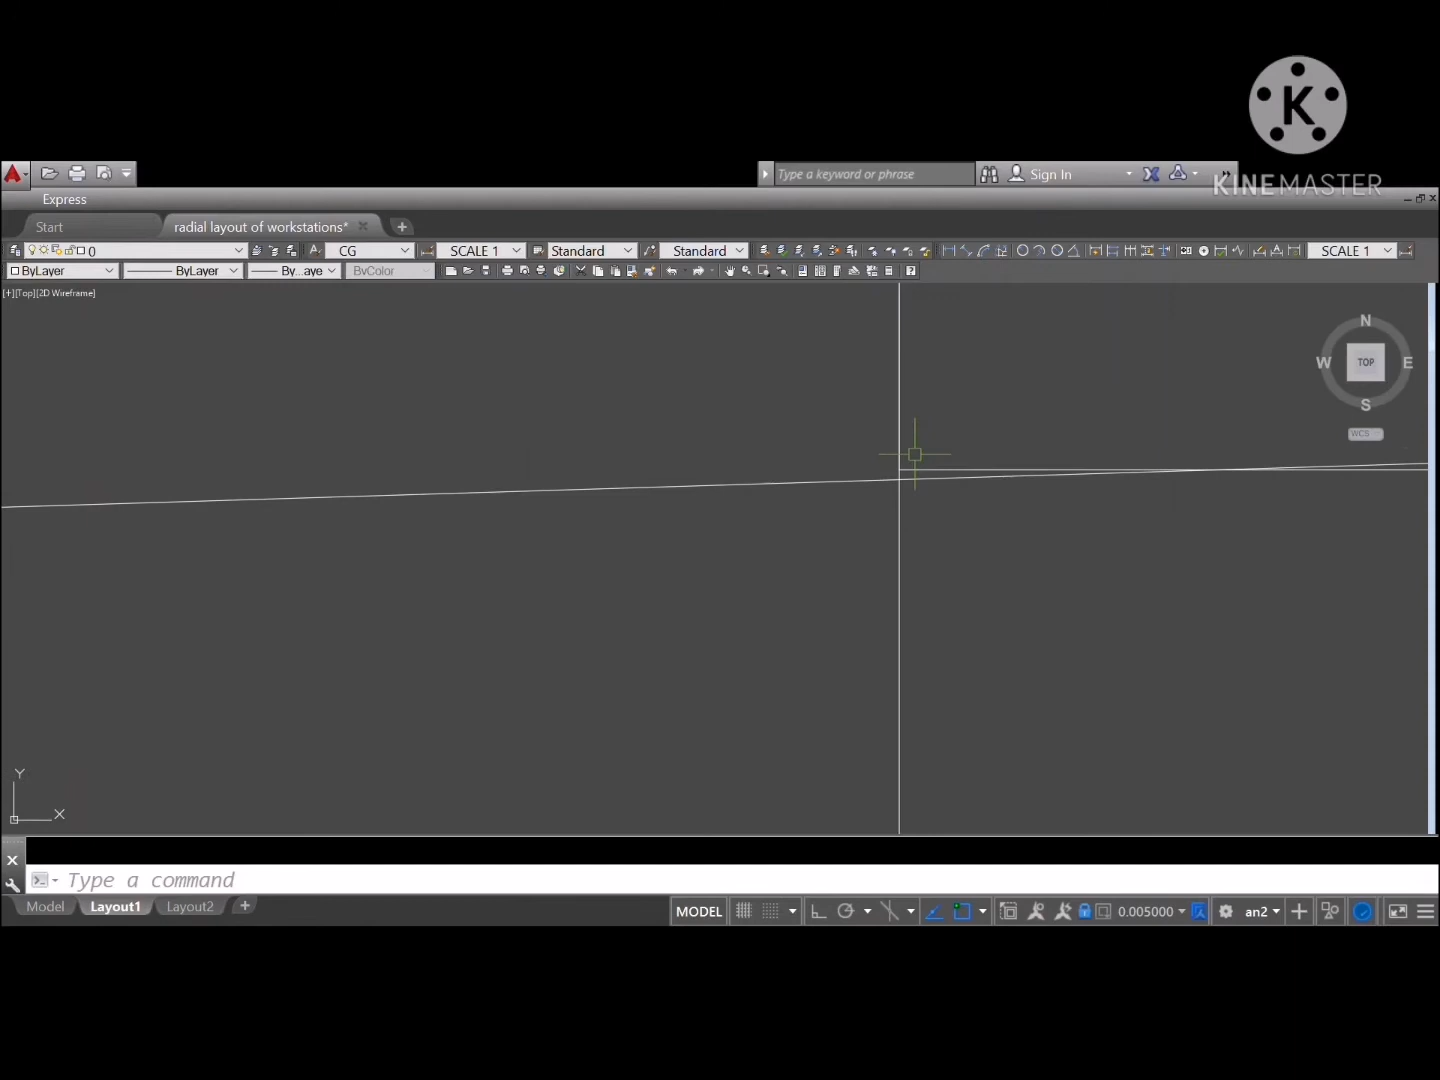 K
KINEMASTER
Type a keyword or phrase
Sign In
Express
Start
radial layout of workstations*
0
CG
SCALE 1
Standard
Standard
SCALE 1
ByLayer
ByLayer
By...aye
ByColor
[+][Top][2D Wireframe]
N
W
TOP
E
S
WCS
Y
X
Type a command
Model
Layout1
Layout2
MODEL
0.005000
an2